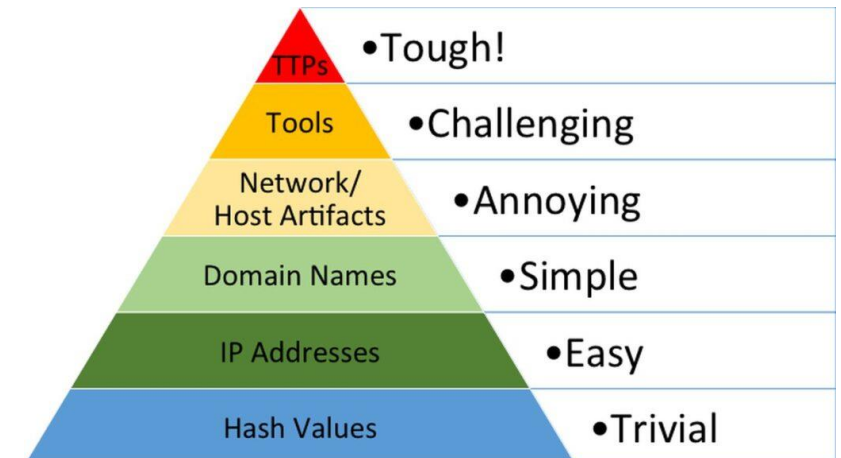 TTPs
•Tough!
Tools
•Challenging
Network/
Host Artifacts
•Annoying
Domain Names
•Simple
IP Addresses
•Easy
Hash Values
•Trivial